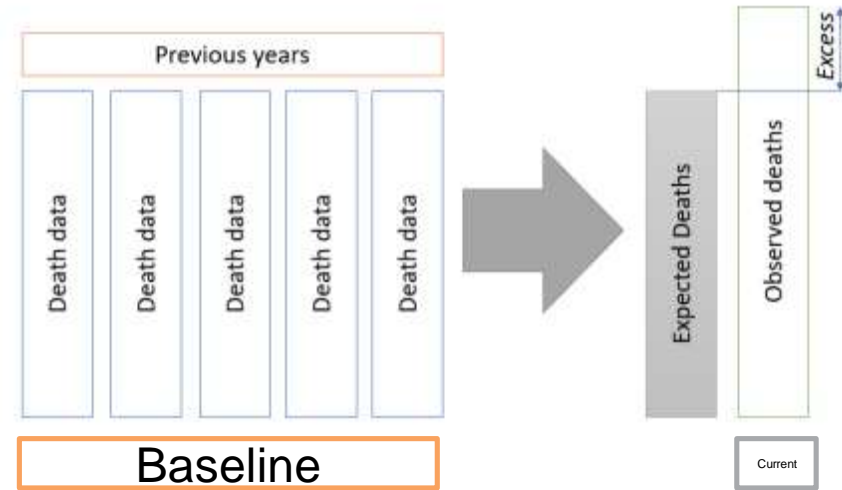 Previous years
Death data
Death data
Death data
Death data
Death data
Expected Deaths
Observed deaths
Excess
Baseline
Current